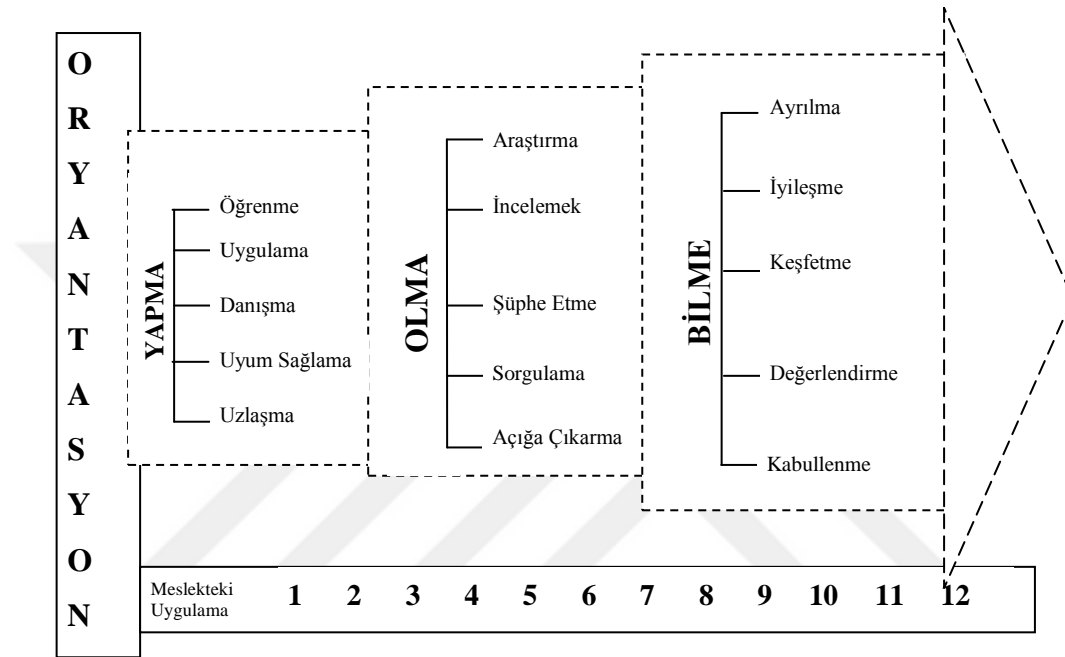 ORYANTASYON
YAPMA
Öğrenme
Uygulama
Danışma
Uyum Sağlama
Uzlaşma
OLMA
Araştırma
İncelemek
Şüphe Etme
Sorgulama
Açığa Çıkarma
BİLME
Ayrılma
İyileşme
Keşfetme
Değerlendirme
Kabullenme
Meslekteki
Uygulama
1 2 3 4 5 6 7 8 9 10 11 12